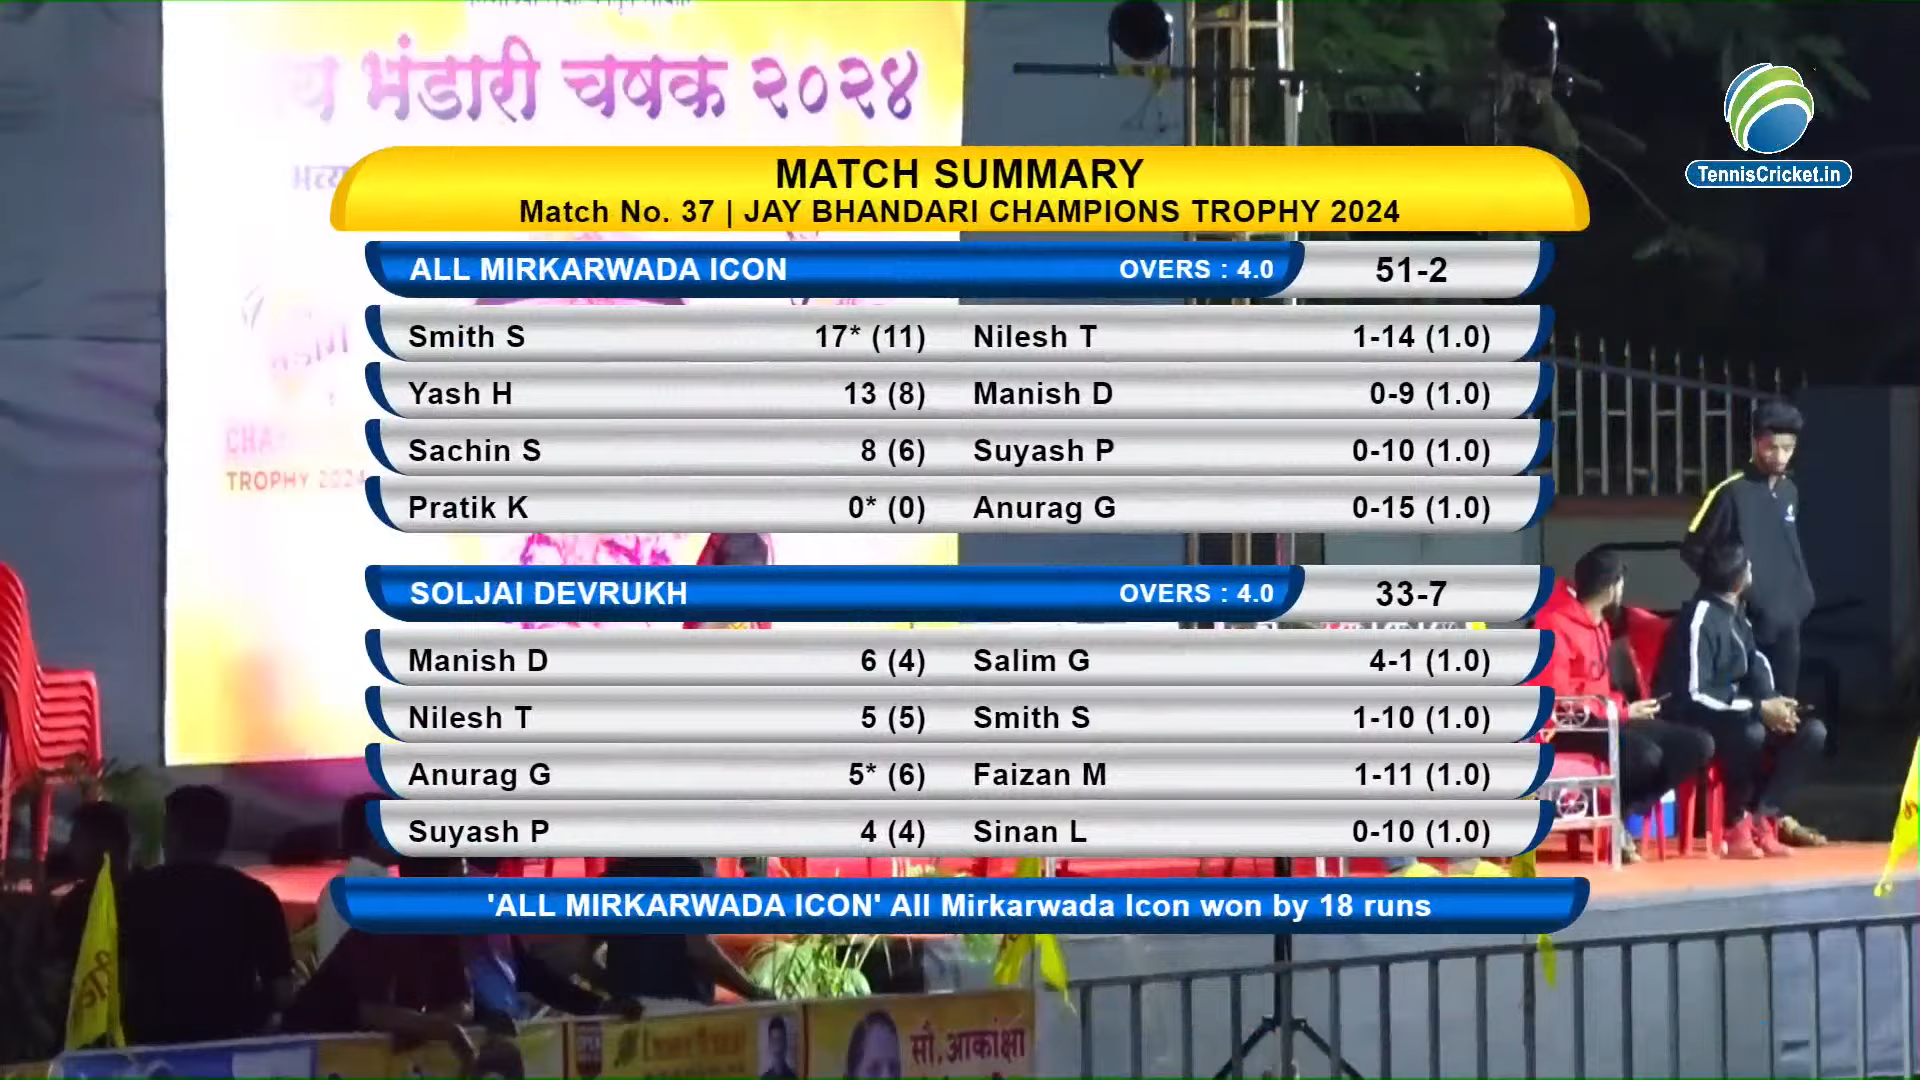 भंडारी चषक २०२४
TennisCricket.in
MATCH SUMMARY
Match No. 37 | JAY BHANDARI CHAMPIONS TROPHY 2024
ALL MIRKARWADA ICON OVERS : 4.0 51-2
Smith S 17* (11) Nilesh T 1-14 (1.0)
Yash H 13 (8) Manish D 0-9 (1.0)
Sachin S 8 (6) Suyash P 0-10 (1.0)
TROPHY 2024
Pratik K 0* (0) Anurag G 0-15 (1.0)
SOLJAI DEVRUKH OVERS : 4.0 33-7
Manish D 6 (4) Salim G 4-1 (1.0)
Nilesh T 5 (5) Smith S 1-10 (1.0)
Anurag G 5* (6) Faizan M 1-11 (1.0)
Suyash P 4 (4) Sinan L 0-10 (1.0)
'ALL MIRKARWADA ICON' All Mirkarwada Icon won by 18 runs
सौ. आकांक्षा